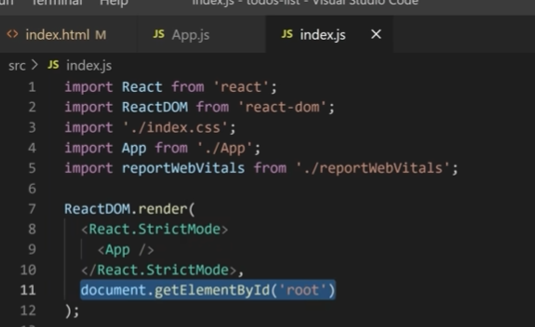 Terminal Help
index.js - todos-list - Visual Studio Code
<> index.html M
JS App.js
JS index.js ×
src > JS index.js
1 import React from 'react';
2 import ReactDOM from 'react-dom';
3 import './index.css';
4 import App from './App';
5 import reportWebVitals from './reportWebVitals';
6
7 ReactDOM.render(
8 <React.StrictMode>
9 <App />
10 </React.StrictMode>,
11 document.getElementById('root')
12 );